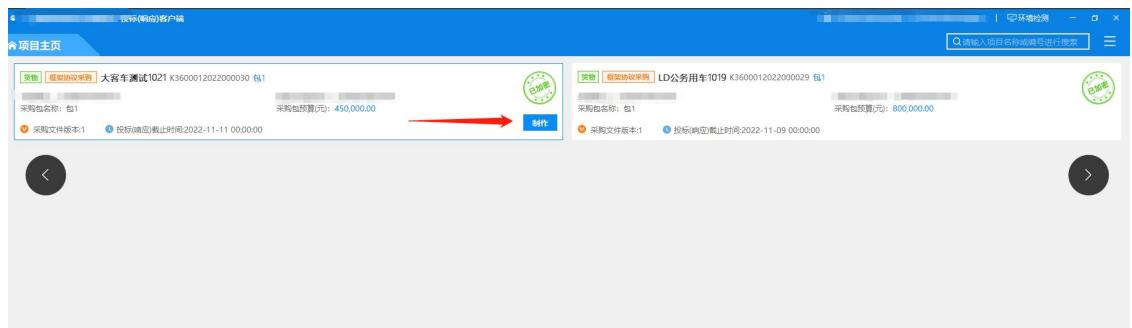 投标(响应)客户端
环境检测
项目主页
请输入项目名称或编号进行搜索
货物 框架协议采购 大客车测试1021 K3600012022000030 包1
已加密
采购包名称：包1 采购包预算(元)：450,000.00
采购文件版本:1 投标(响应)截止时间:2022-11-11 00:00:00
制作
货物 框架协议采购 LD公务用车1019 K3600012022000029 包1
已加密
采购包名称：包1 采购包预算(元)：800,000.00
采购文件版本:1 投标(响应)截止时间:2022-11-09 00:00:00